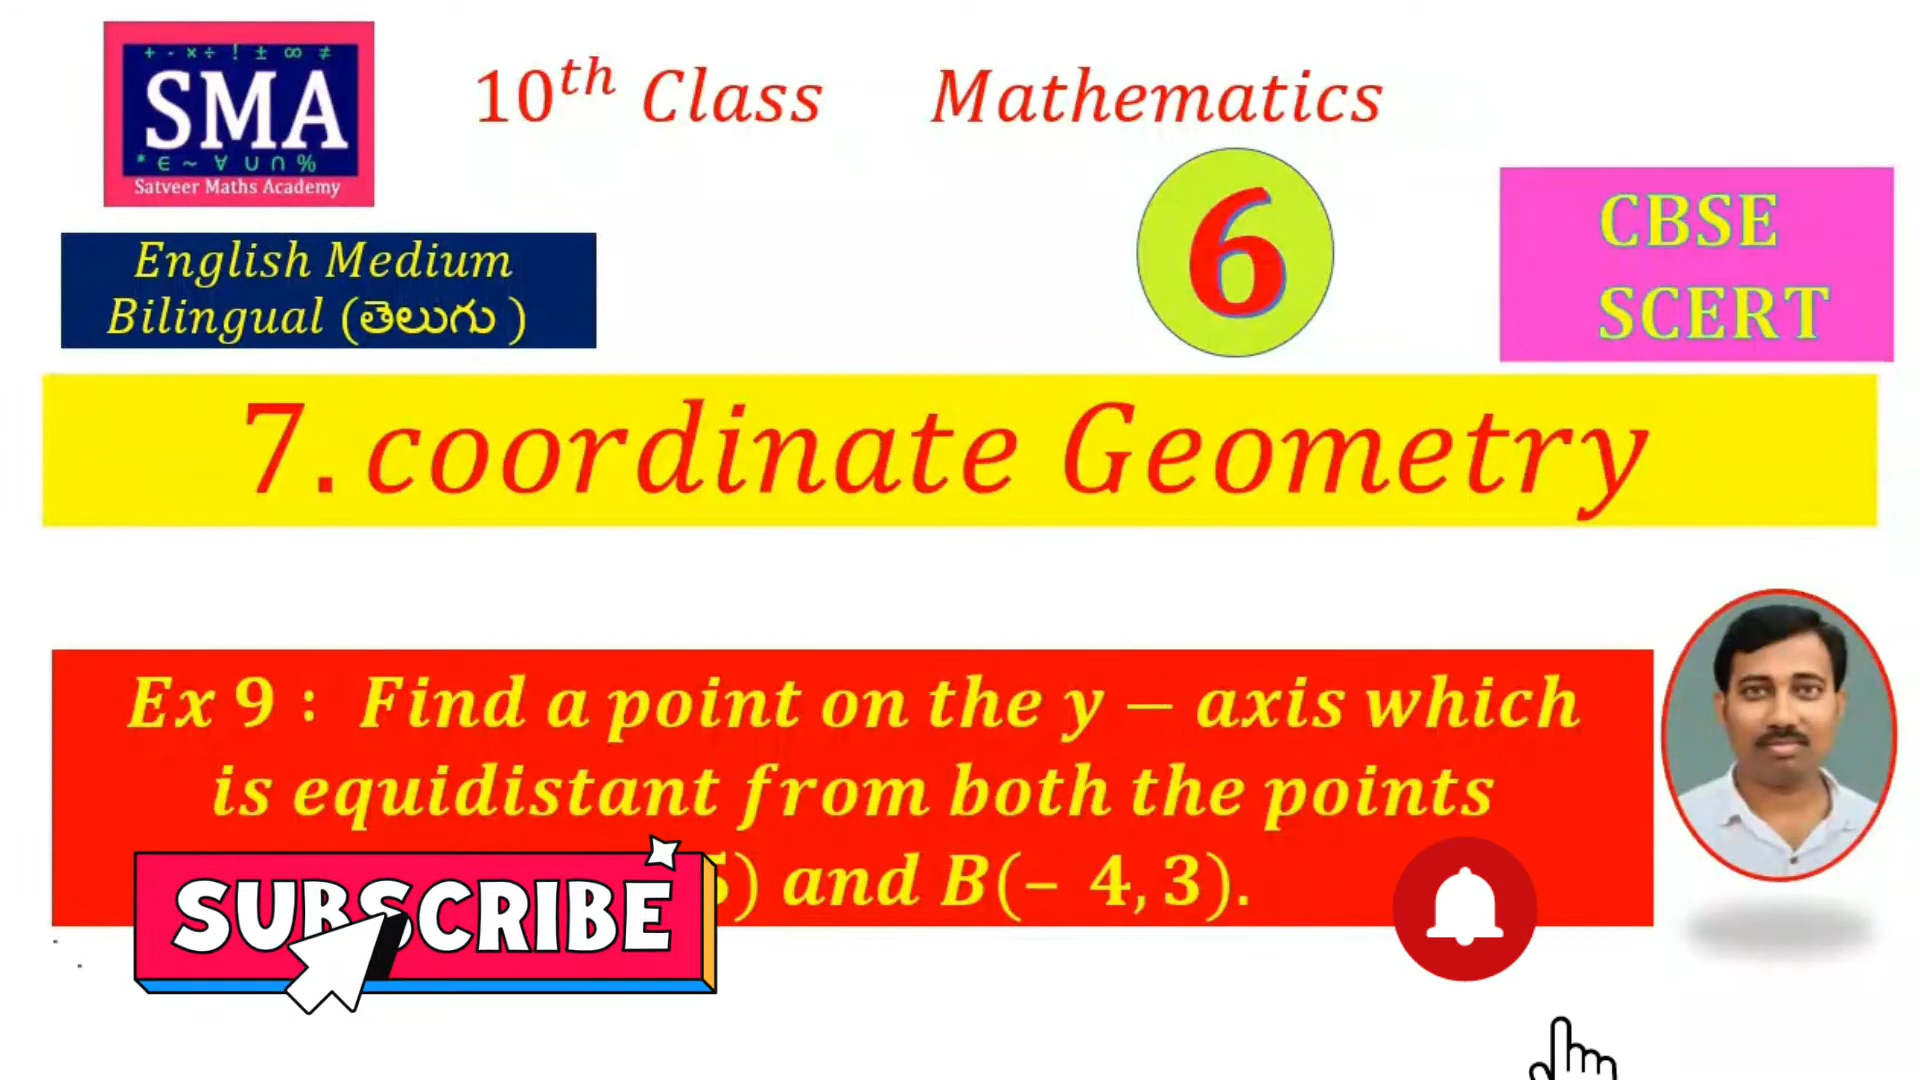 + - × ÷ ! ± ∞ ≠
SMA
* ∈ ~ ∀ ∪ ∩ %
Satveer Maths Academy
10th Class Mathematics
English Medium
Bilingual (తెలుగు )
6
CBSE
SCERT
7. coordinate Geometry
Ex 9 : Find a point on the y – axis which
is equidistant from both the points
5) and B(– 4, 3).
SUBSCRIBE